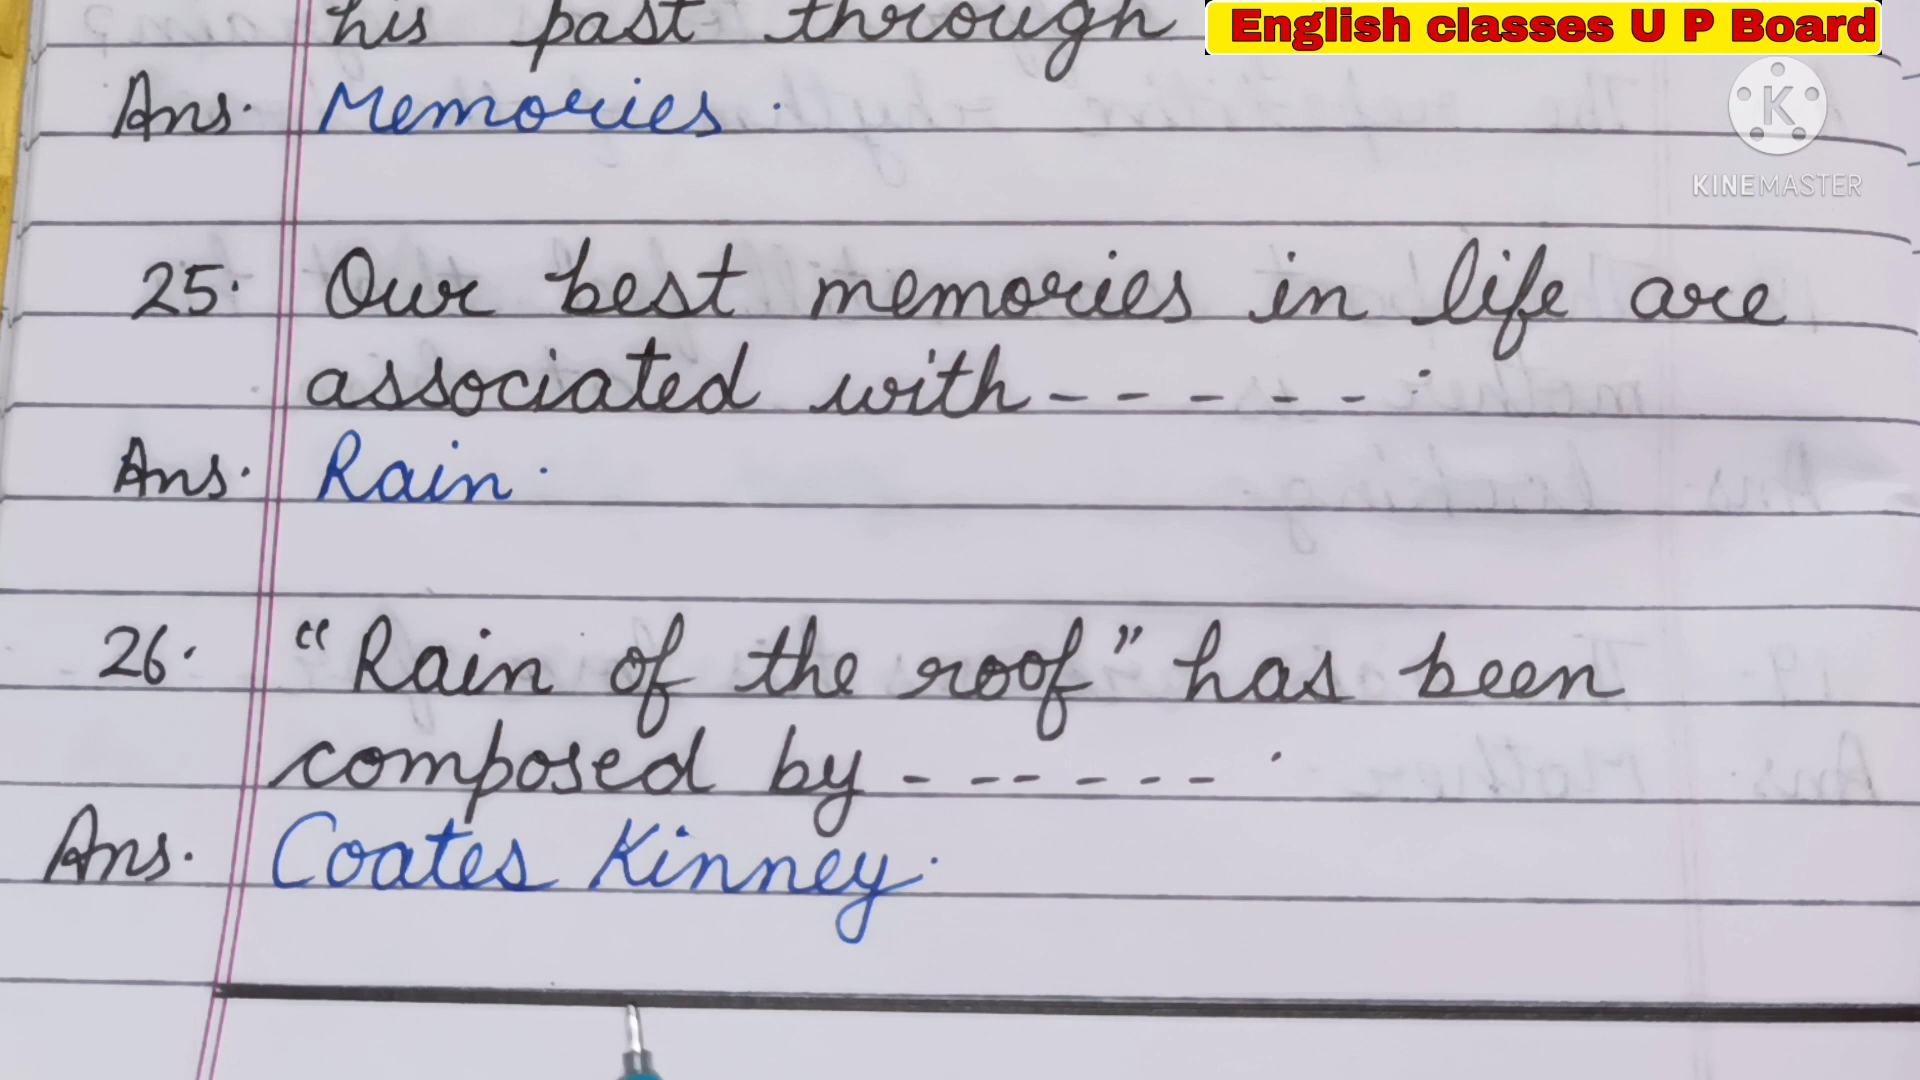 his past through
English classes U P Board
Ans. Memories.
K
KINEMASTER
25. Our best memories in life are
associated with - - - - - .
Ans. Rain.
26. “Rain of the roof” has been
composed by - - - - - - .
Ans. Coates Kinney.